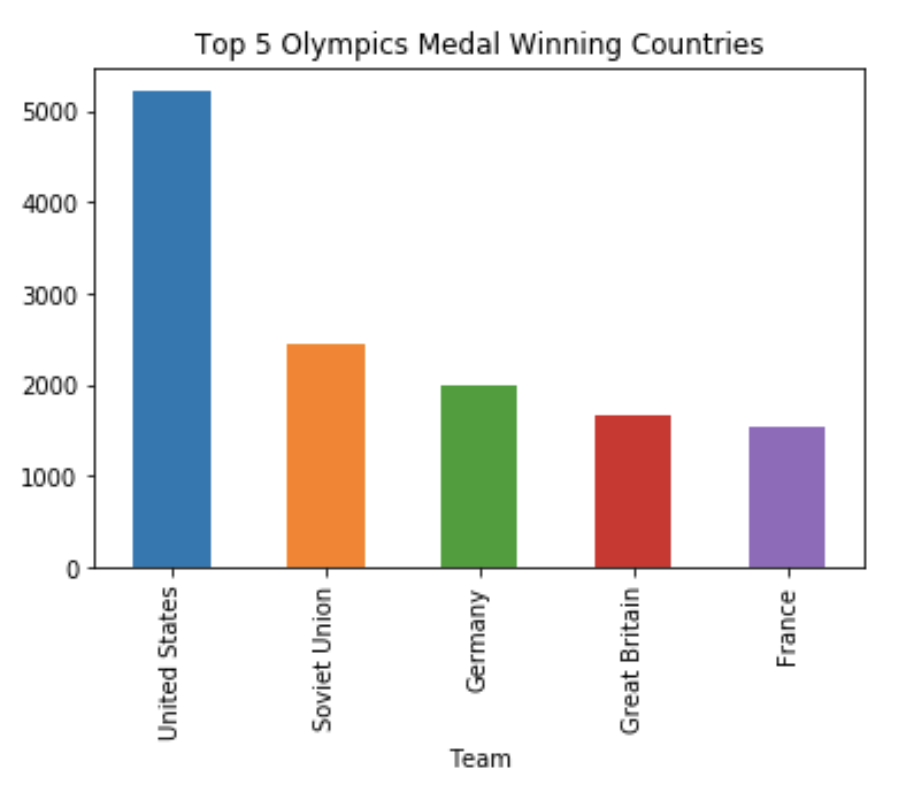 Top 5 Olympics Medal Winning Countries
5000
4000
3000
2000
1000
0
United States
Soviet Union
Germany
Great Britain
France
Team